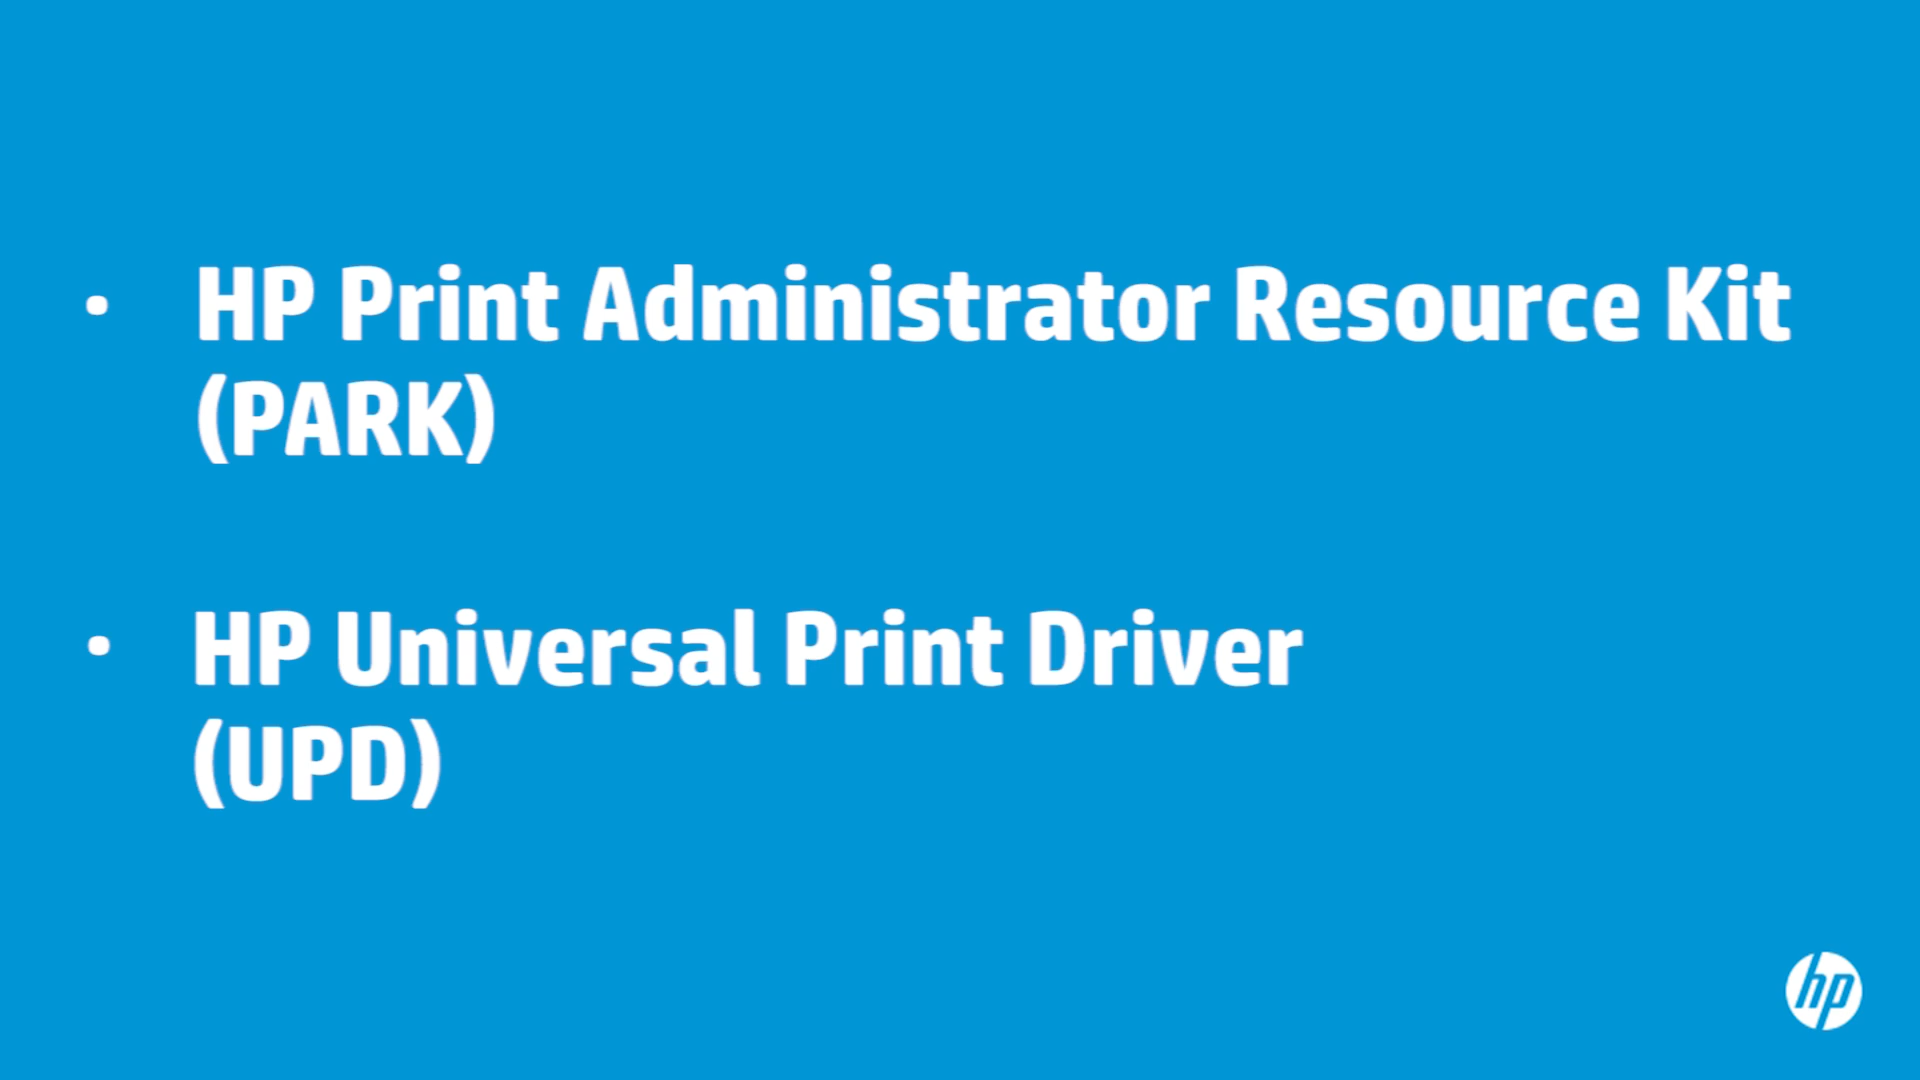 • HP Print Administrator Resource Kit
(PARK)
• HP Universal Print Driver
(UPD)
hp